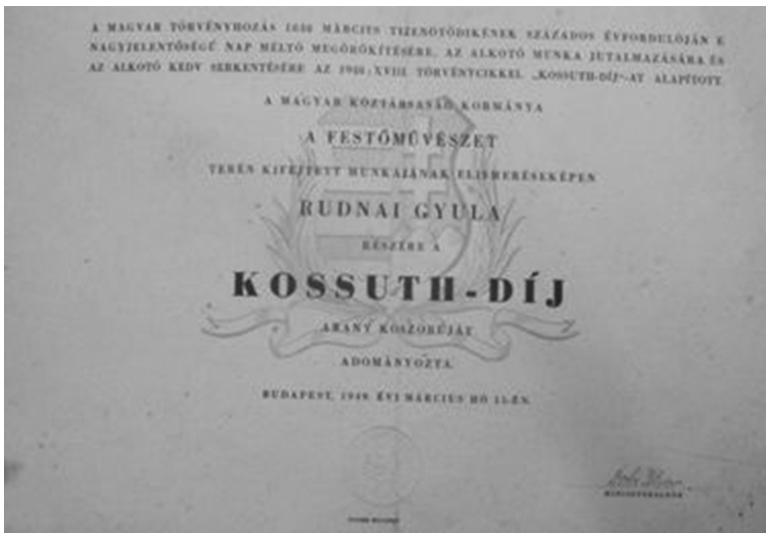 A MAGYAR TÖRVÉNYHOZÁS 1848 MÁRCIUS TIZENÖTÖDIKÉNEK SZÁZADOS ÉVFORDULÓJÁN E
NAGYJELENTŐSÉGŰ NAP MÉLTÓ MEGÖRÖKÍTÉSÉRE, AZ ALKOTÓ MUNKA JUTALMAZÁSÁRA ÉS
AZ ALKOTÓ KEDV SERKENTÉSÉRE AZ 1948:XVIII TÖRVÉNYCIKKEL „KOSSUTH-DÍJ"-AT ALAPÍTOTT.
A MAGYAR KÖZTÁRSASÁG KORMÁNYA
A FESTŐMŰVÉSZET
TERÉN KIFEJTETT MUNKÁJÁNAK ELISMERÉSEKÉPEN
RUDNAI GYULA
RÉSZÉRE A
KOSSUTH-DÍJ
ARANY KOSZORÚJÁT
ADOMÁNYOZTA
BUDAPEST, 1949. ÉVI MÁRCIUS HÓ 15-ÉN.
MINISZTERELNÖK